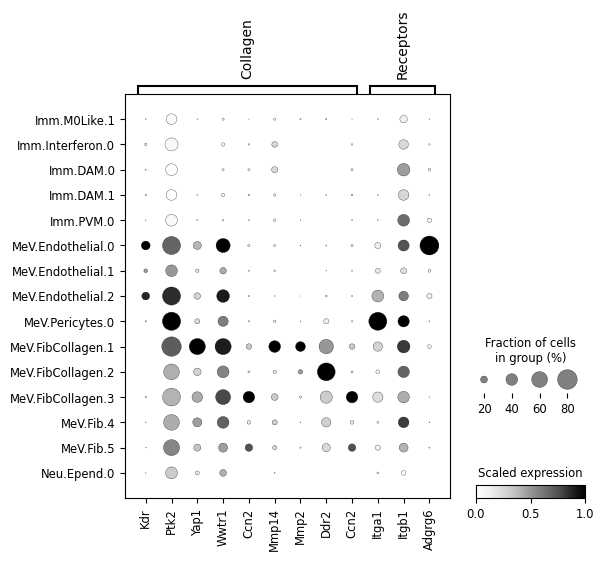 Collagen
Receptors
Imm.M0Like.1
Imm.Interferon.0
Imm.DAM.0
Imm.DAM.1
Imm.PVM.0
MeV.Endothelial.0
MeV.Endothelial.1
MeV.Endothelial.2
MeV.Pericytes.0
MeV.FibCollagen.1
MeV.FibCollagen.2
MeV.FibCollagen.3
MeV.Fib.4
MeV.Fib.5
Neu.Epend.0
Kdr
Ptk2
Yap1
Wwtr1
Ccn2
Mmp14
Mmp2
Ddr2
Ccn2
Itga1
Itgb1
Adgrg6
Fraction of cells
in group (%)
20 40 60 80
Scaled expression
0.0 0.5 1.0